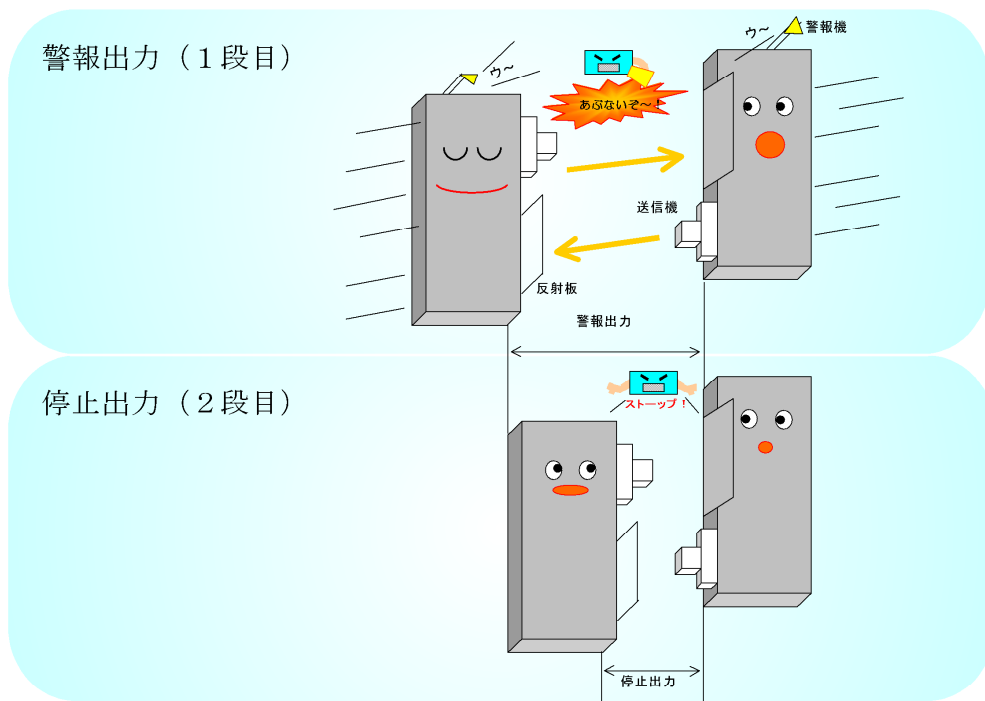 警報出力（１段目）
ウ～
ウ～
警報機
あぶないぞ～！
送信機
反射板
警報出力
停止出力（２段目）
ストーップ！
停止出力